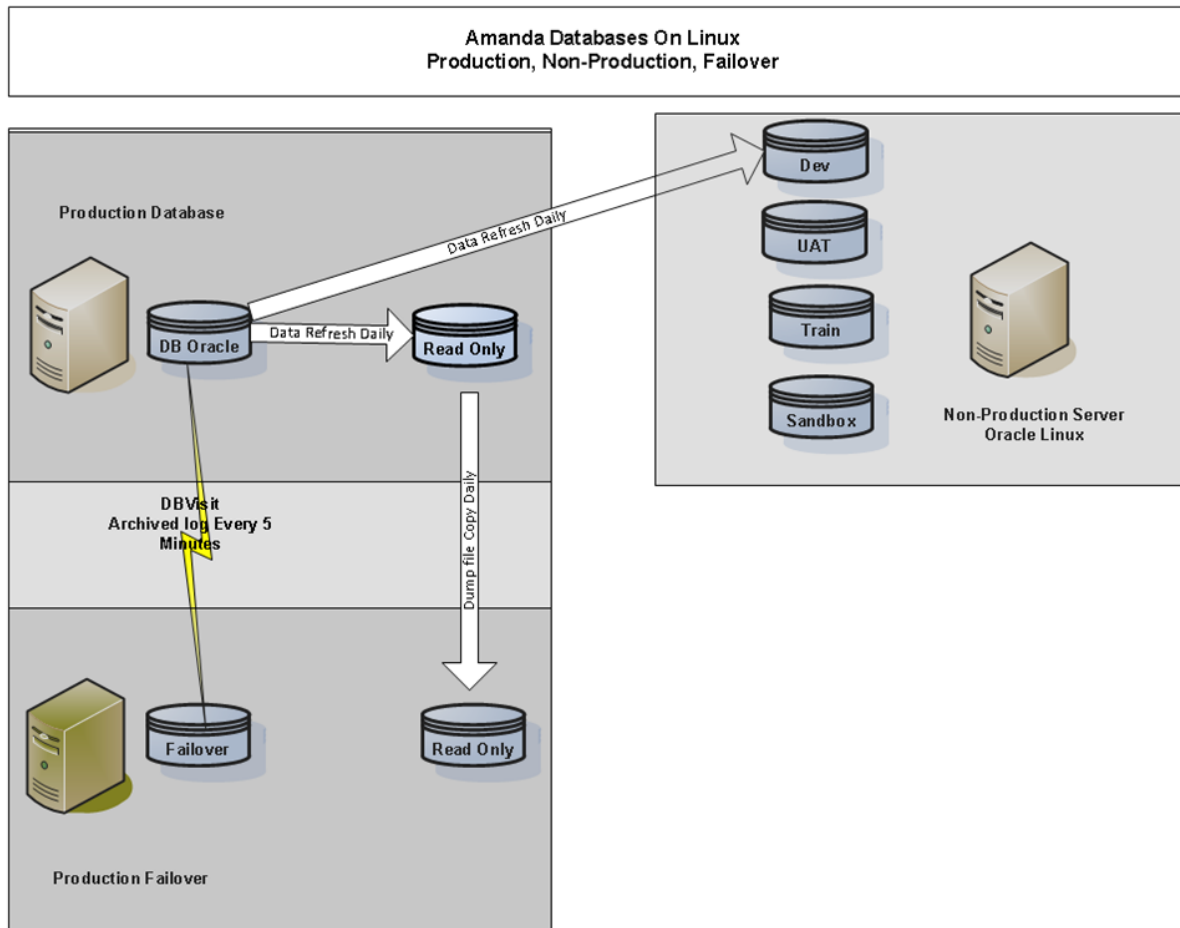 Amanda Databases On Linux
Production, Non-Production, Failover
Production Database
DB Oracle
Data Refresh Daily
Read Only
Data Refresh Daily
Dev
UAT
Train
Sandbox
Non-Production Server
Oracle Linux
DBVisit
Archived log Every 5
Minutes
Dump file Copy Daily
Failover
Read Only
Production Failover